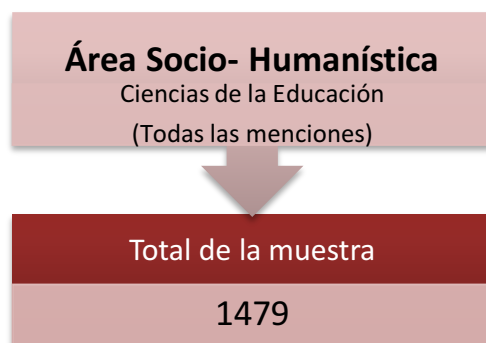 Área Socio- Humanística
Ciencias de la Educación
(Todas las menciones)
Total de la muestra
1479